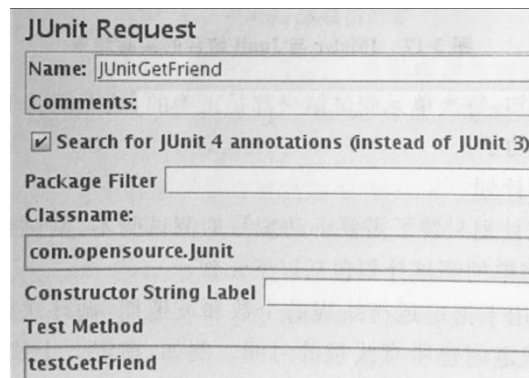 JUnit Request
Name: JUnitGetFriend
Comments:
Search for JUnit 4 annotations (instead of JUnit 3)
Package Filter
Classname:
com.opensource.Junit
Constructor String Label
Test Method
testGetFriend